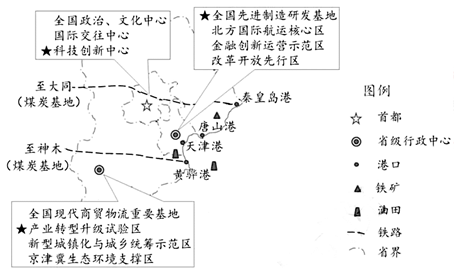 全国政治、文化中心
国际交往中心
★科技创新中心
★全国先进制造研发基地
北方国际航运核心区
金融创新运营示范区
改革开放先行区
至大同
(煤炭基地)
秦皇岛港
唐山港
天津港
至神木
(煤炭基地)
黄骅港
全国现代商贸物流重要基地
★产业转型升级试验区
新型城镇化与城乡统筹示范区
京津冀生态环境支撑区
图例
首都
省级行政中心
港口
铁矿
油田
铁路
省界